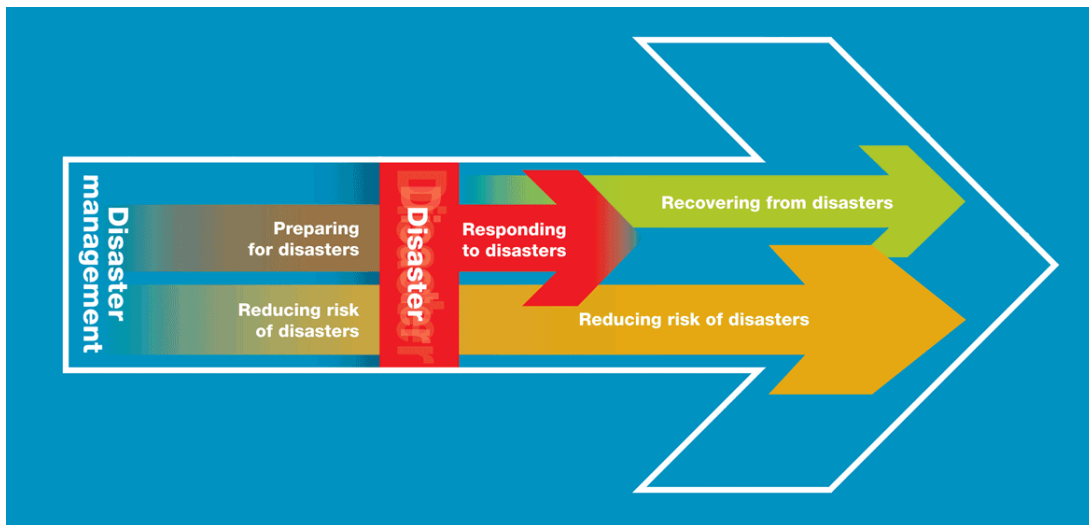 Disaster
management
Preparing
for disasters
Reducing risk
of disasters
Disaster
Responding
to disasters
Recovering from disasters
Reducing risk of disasters